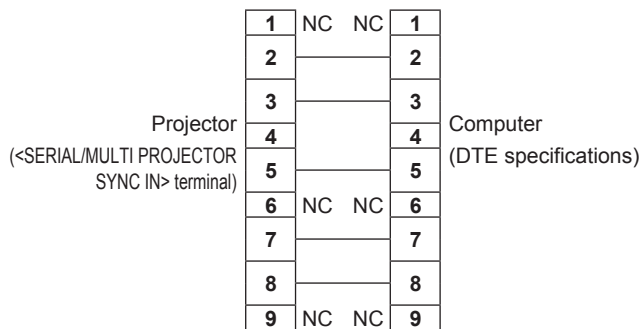 1 NC NC 1
2 2
3 3
Projector
(<SERIAL/MULTI PROJECTOR
SYNC IN> terminal)
4 4
Computer
(DTE specifications)
5 5
6 NC NC 6
7 7
8 8
9 NC NC 9